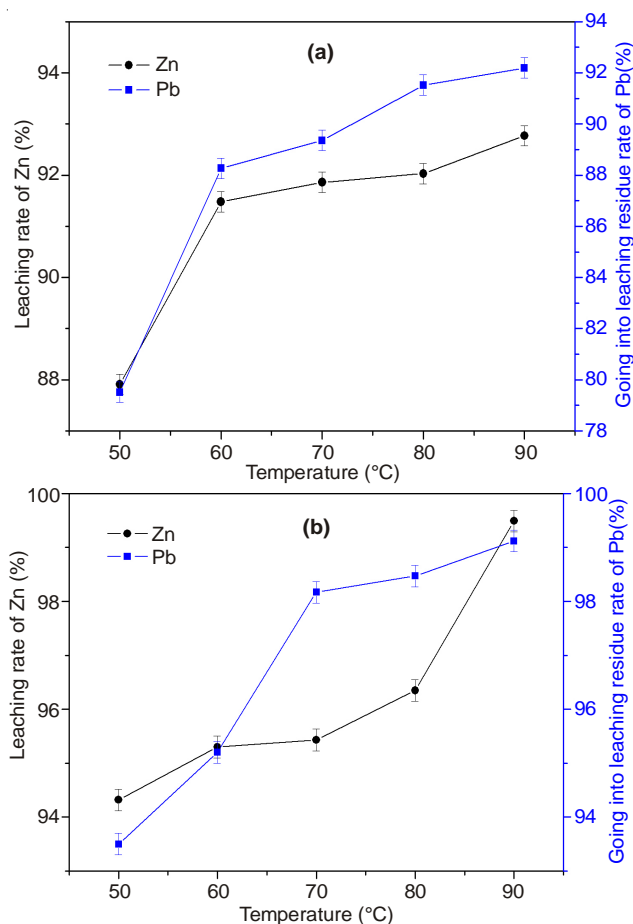 (a)
Zn
Pb
94
92
90
88
Leaching rate of Zn (%)
94
92
90
88
86
84
82
80
78
Going into leaching residue rate of Pb(%)
50 60 70 80 90
Temperature (°C)
(b)
Zn
Pb
100
98
96
94
Leaching rate of Zn (%)
100
98
96
94
Going into leaching residue rate of Pb(%)
50 60 70 80 90
Temperature (°C)